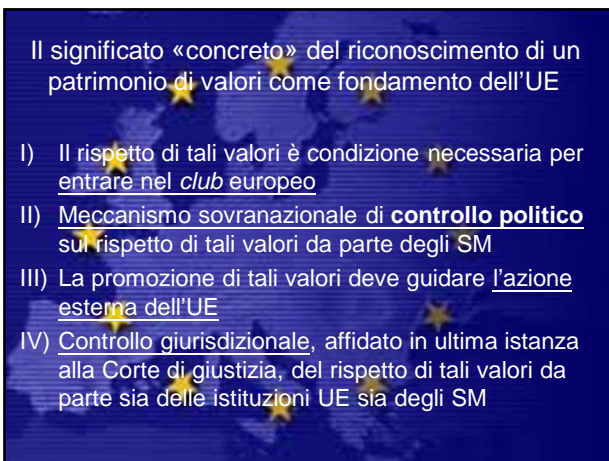 Il significato «concreto» del riconoscimento di un
patrimonio di valori come fondamento dell'UE
I) Il rispetto di tali valori è condizione necessaria per
entrare nel club europeo
II) Meccanismo sovranazionale di controllo politico
sul rispetto di tali valori da parte degli SM
III) La promozione di tali valori deve guidare l'azione
esterna dell'UE
IV) Controllo giurisdizionale, affidato in ultima istanza
alla Corte di giustizia, del rispetto di tali valori da
parte sia delle istituzioni UE sia degli SM